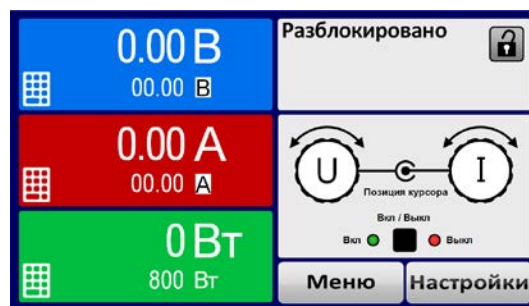 0.00 В
00.00 В
0.00 А
00.00 А
0 Вт
800 Вт
Разблокировано
U
I
Позиция курсора
Вкл / Выкл
Вкл
Выкл
Меню
Настройки